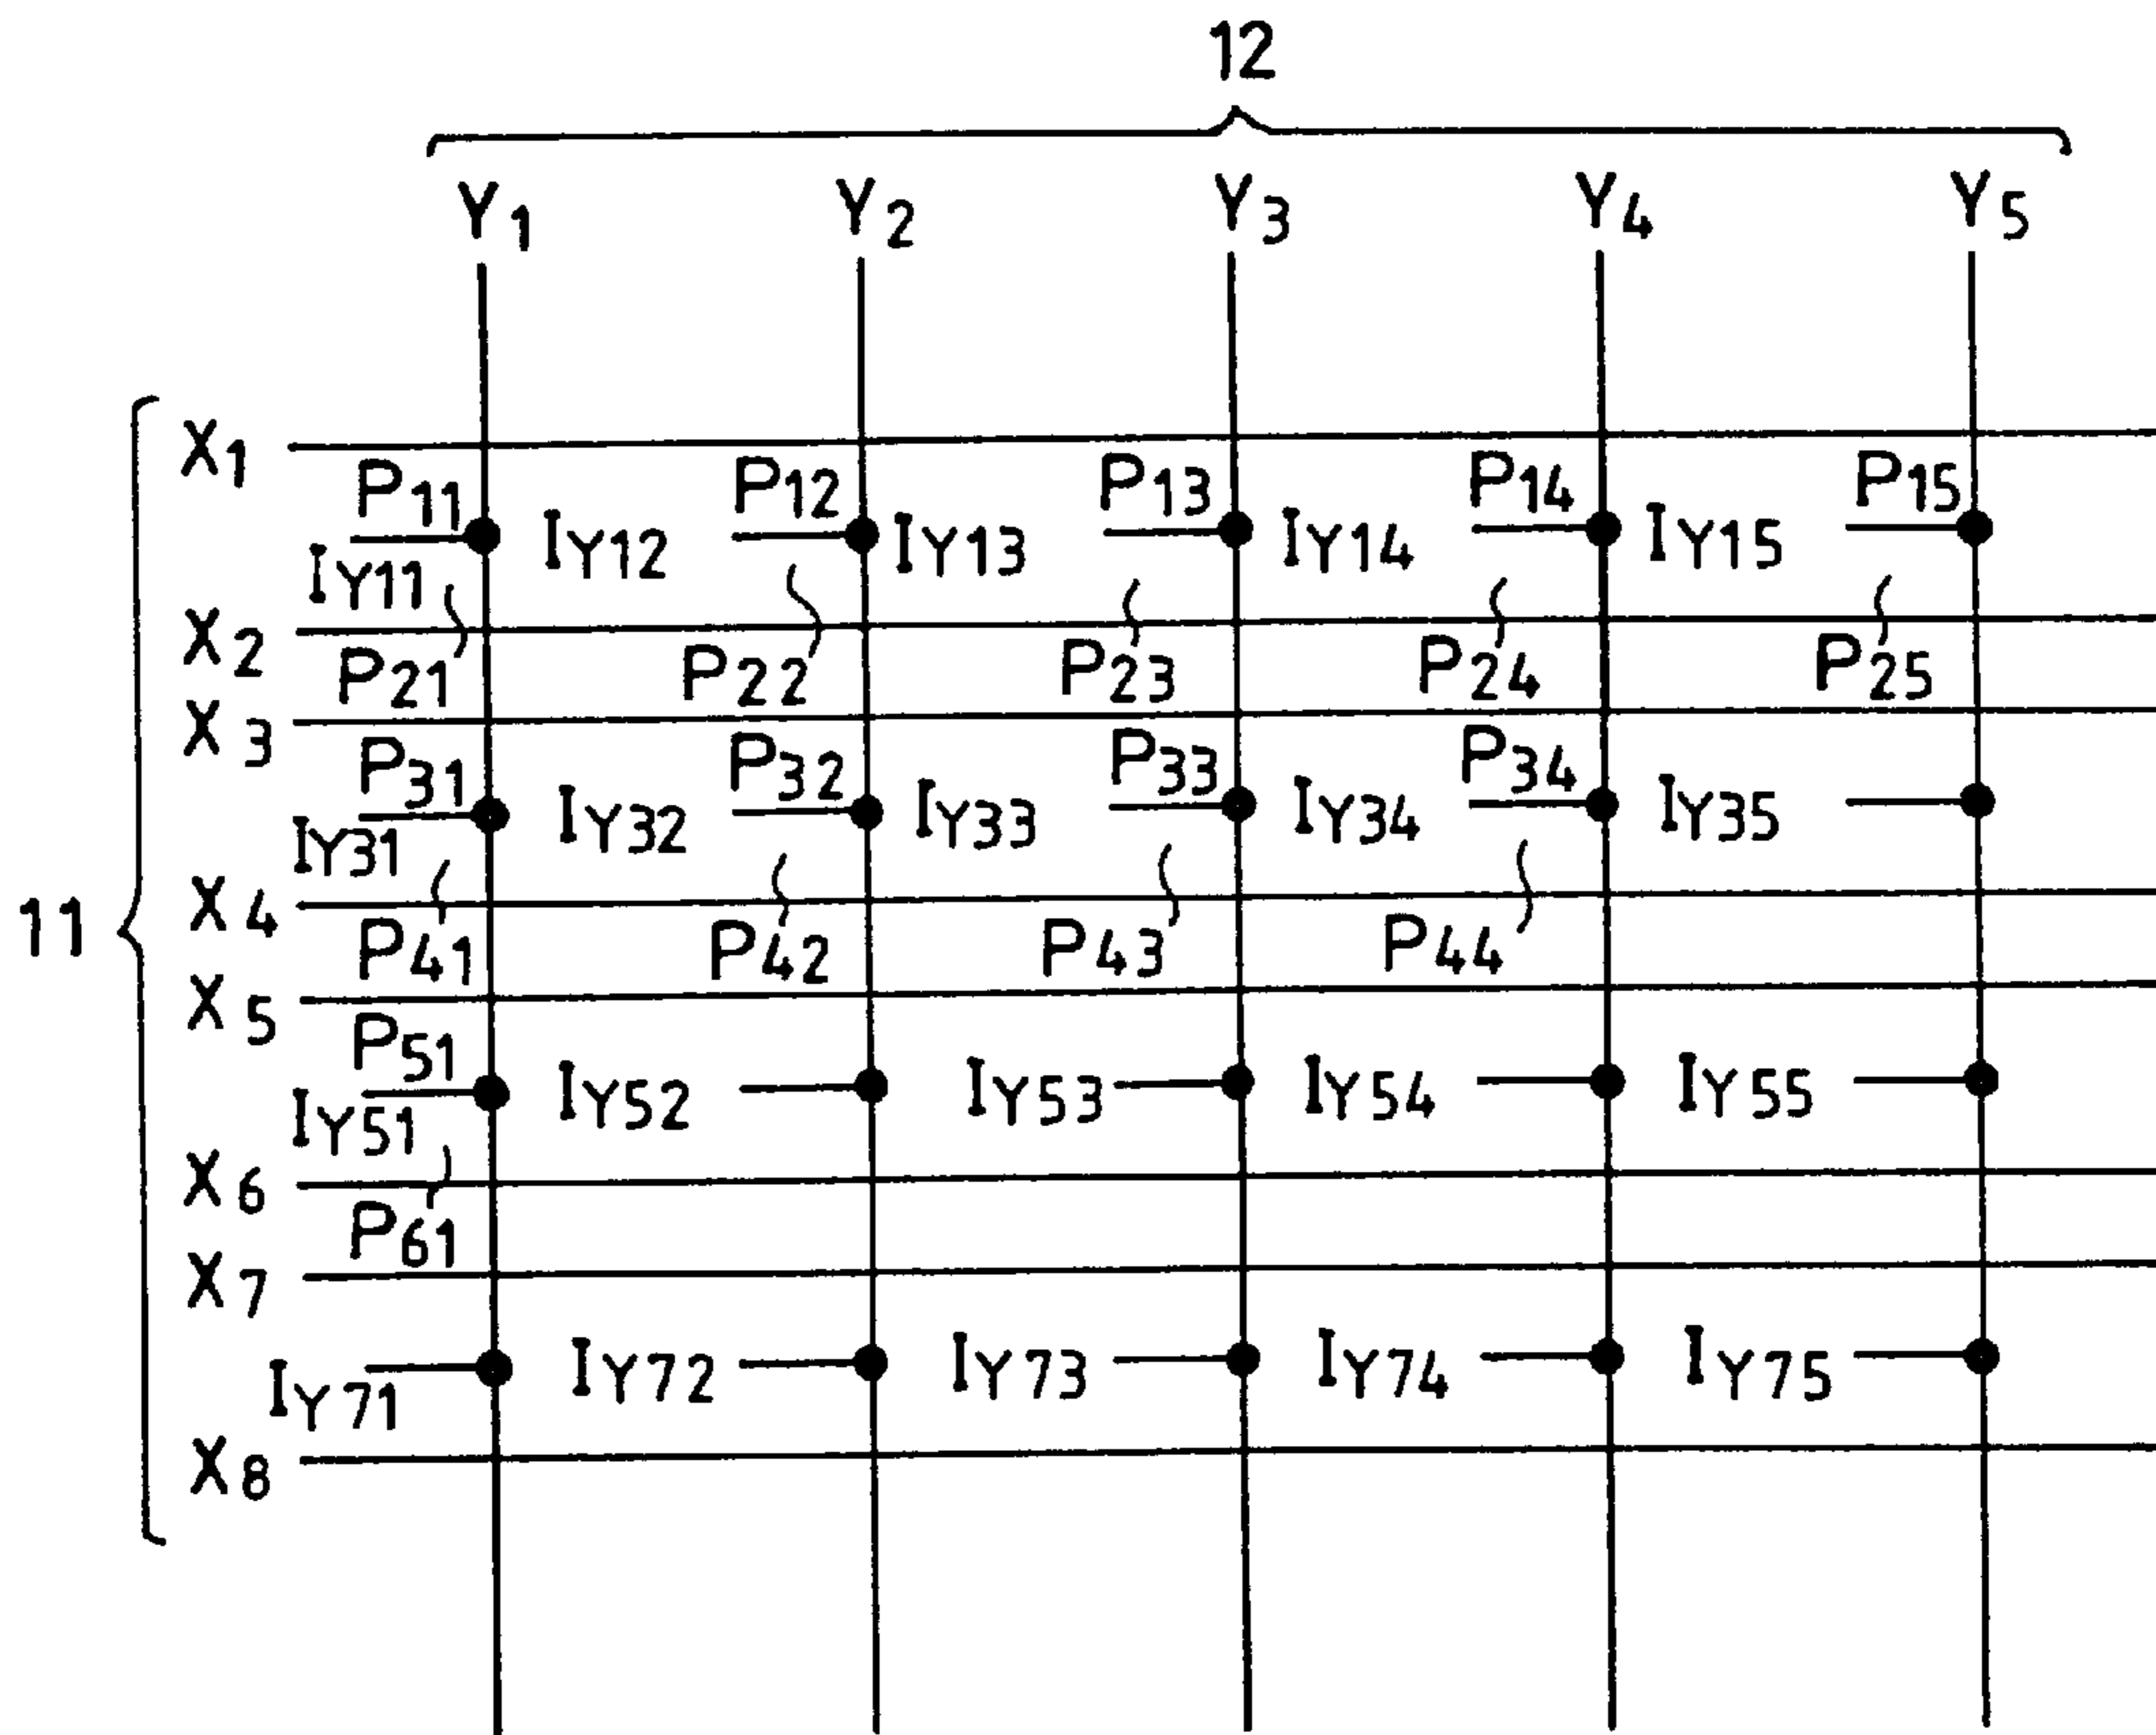 12
Y1 Y2 Y3 Y4 Y5
X1
P11 P12 P13 P14 P15
IY11 IY12 IY13 IY14 IY15
X2
P21 P22 P23 P24 P25
X3
P31 P32 P33 P34
IY31 IY32 IY33 IY34 IY35
11
X4
P41 P42 P43 P44
X5
P51
IY51 IY52 IY53 IY54 IY55
X6
P61
X7
IY71 IY72 IY73 IY74 IY75
X8